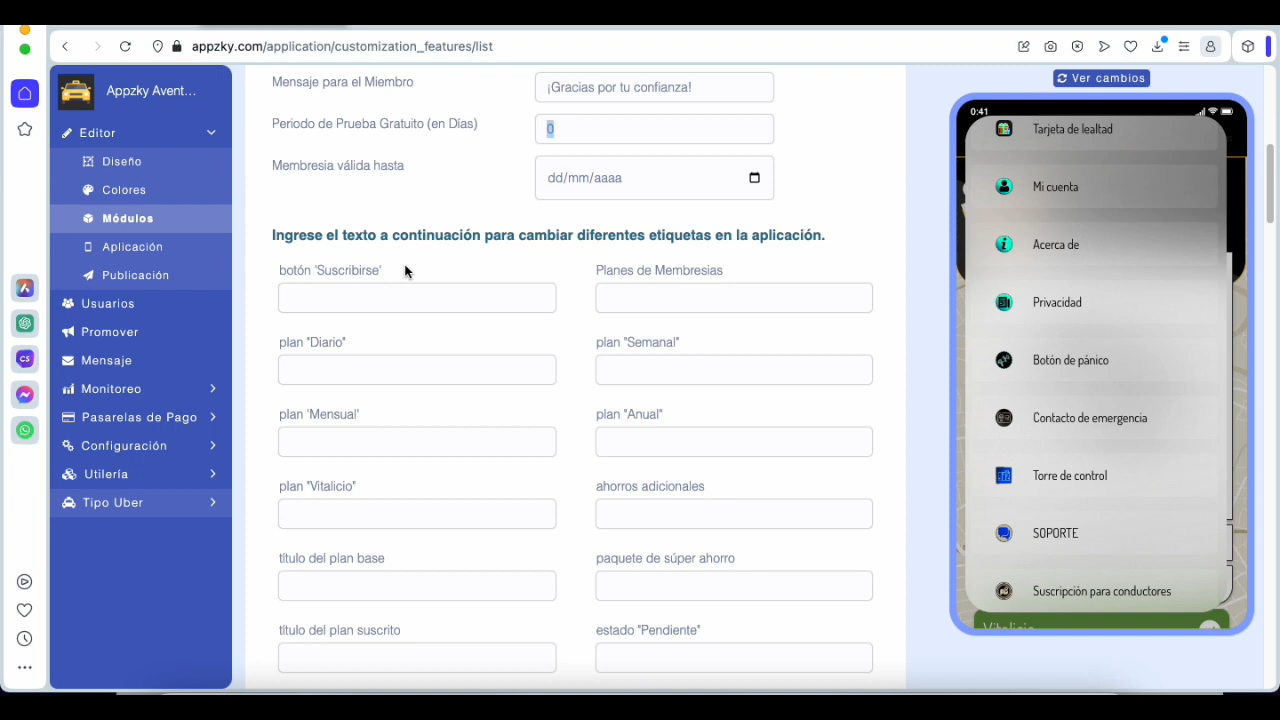 appzky.com/application/customization_features/list
Appzky Avent...
Editor
Diseño
Colores
Módulos
Aplicación
Publicación
Usuarios
Promover
Mensaje
Monitoreo
Pasarelas de Pago
Configuración
Utilería
Tipo Uber
Mensaje para el Miembro
¡Gracias por tu confianza!
Periodo de Prueba Gratuito (en Días)
0
Membresia válida hasta
dd/mm/aaaa
Ingrese el texto a continuación para cambiar diferentes etiquetas en la aplicación.
botón 'Suscribirse'
Planes de Membresias
plan "Diario"
plan "Semanal"
plan 'Mensual'
plan "Anual"
plan "Vitalicio"
ahorros adicionales
título del plan base
paquete de súper ahorro
título del plan suscrito
estado "Pendiente"
Ver cambios
0:41
Tarjeta de lealtad
Mi cuenta
Acerca de
Privacidad
Botón de pánico
Contacto de emergencia
Torre de control
SOPORTE
Suscripción para conductores
Vitalicio